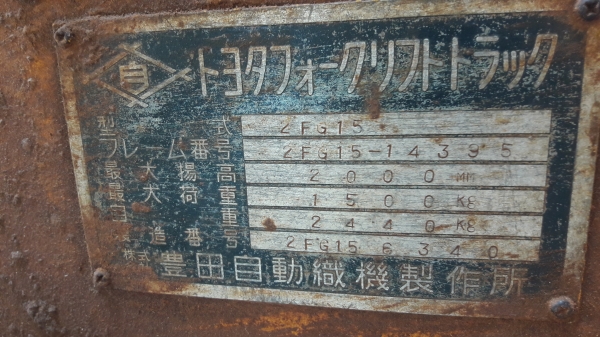 自 トヨタフォークリフトトラック
型式 2FG15
フレーム番号 2FG15-14395
最大揚高 2000 MM
最大荷重 1500 Kg
自重 2440 Kg
造番号 2FG15 6340
株式 豊田自動織機製作所